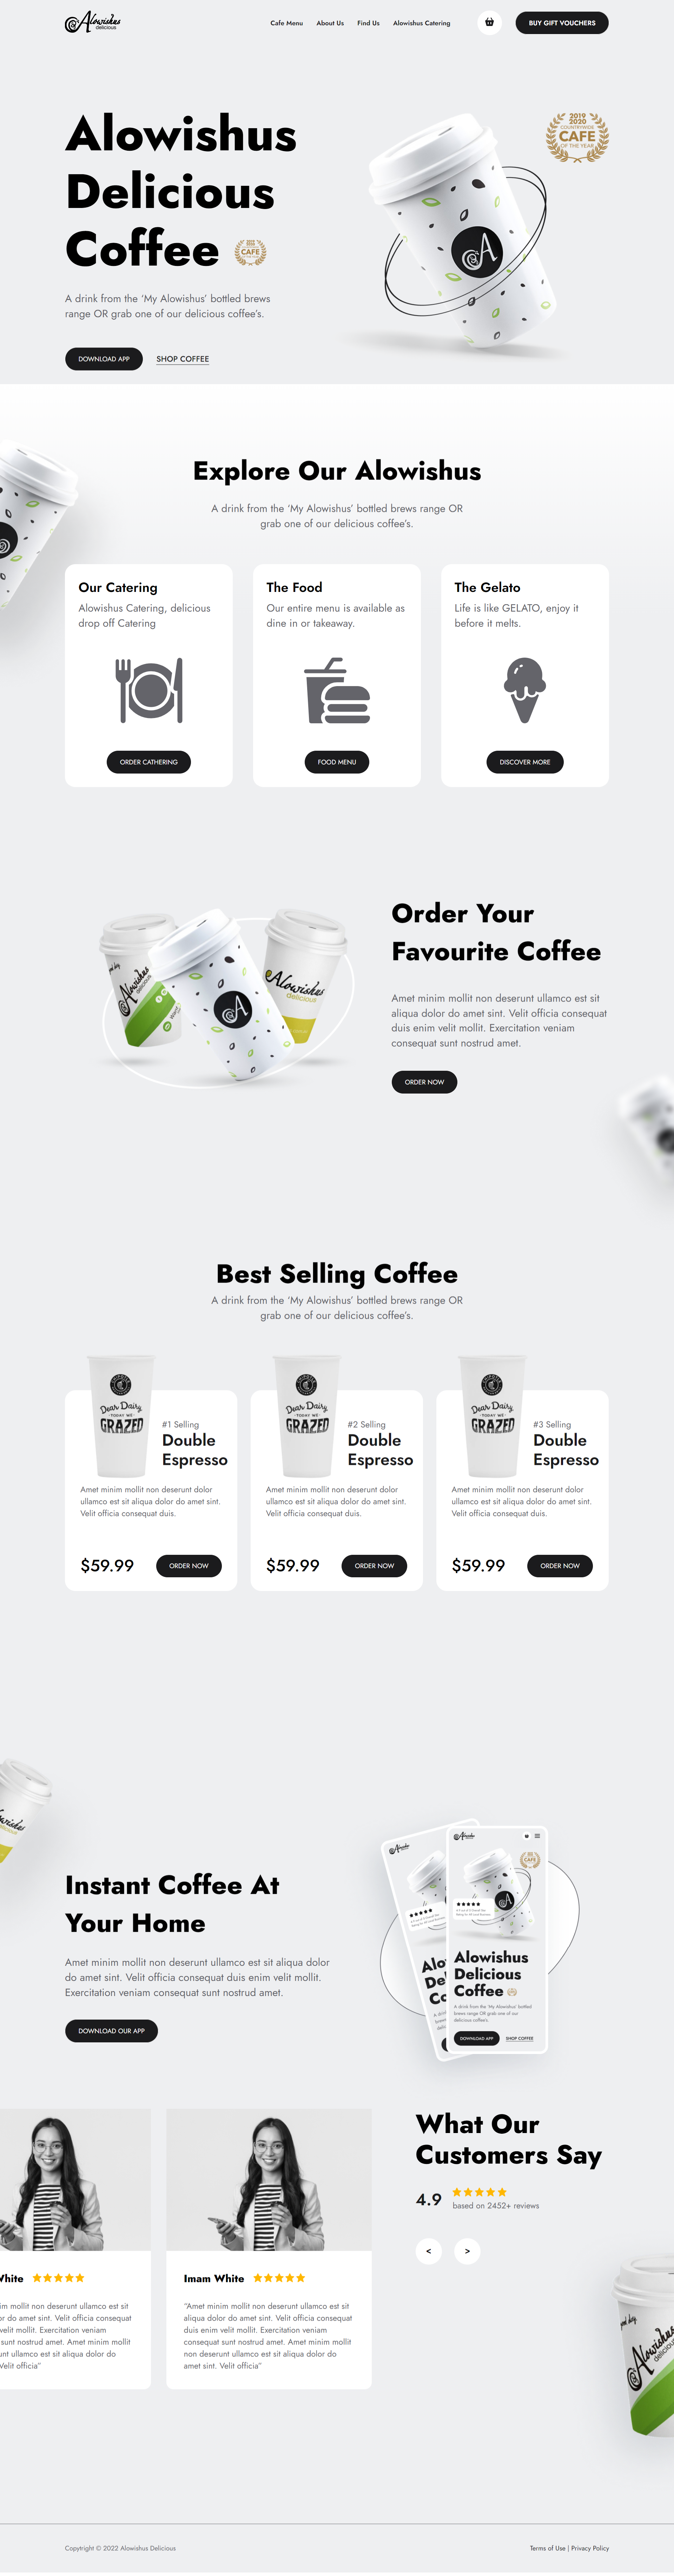 Alowishus
delicious
Cafe Menu
About Us
Find Us
Alowishus Catering
BUY GIFT VOUCHERS
Alowishus
Delicious
Coffee
2019
2020
COUNTRYWIDE
CAFE
OF THE YEAR
CAFE
A drink from the ‘My Alowishus’ bottled brews
range OR grab one of our delicious coffee’s.
DOWNLOAD APP
SHOP COFFEE
Explore Our Alowishus
A drink from the ‘My Alowishus’ bottled brews range OR
grab one of our delicious coffee’s.
Our Catering
Alowishus Catering, delicious
drop off Catering
ORDER CATHERING
The Food
Our entire menu is available as
dine in or takeaway.
FOOD MENU
The Gelato
Life is like GELATO, enjoy it
before it melts.
DISCOVER MORE
good day,
Alowishus
A
Alowishus
delicious
Order Your
Favourite Coffee
Amet minim mollit non deserunt ullamco est sit
aliqua dolor do amet sint. Velit officia consequat
duis enim velit mollit. Exercitation veniam
consequat sunt nostrud amet.
ORDER NOW
Best Selling Coffee
A drink from the ‘My Alowishus’ bottled brews range OR
grab one of our delicious coffee’s.
Dear Dairy,
TODAY WE
GRAZED
#1 Selling
Double
Espresso
Amet minim mollit non deserunt dolor
ullamco est sit aliqua dolor do amet sint.
Velit officia consequat duis.
$59.99
ORDER NOW
Dear Dairy,
TODAY WE
GRAZED
#2 Selling
Double
Espresso
Amet minim mollit non deserunt dolor
ullamco est sit aliqua dolor do amet sint.
Velit officia consequat duis.
$59.99
ORDER NOW
Dear Dairy,
TODAY WE
GRAZED
#3 Selling
Double
Espresso
Amet minim mollit non deserunt dolor
ullamco est sit aliqua dolor do amet sint.
Velit officia consequat duis.
$59.99
ORDER NOW
Instant Coffee At
Your Home
Amet minim mollit non deserunt ullamco est sit aliqua dolor
do amet sint. Velit officia consequat duis enim velit mollit.
Exercitation veniam consequat sunt nostrud amet.
DOWNLOAD OUR APP
Alowishus
CAFE
Alowishus
Delicious
Coffee
A drink from the ‘My Alowishus’ bottled
brews range OR grab one of our
delicious coffee’s.
DOWNLOAD APP
SHOP COFFEE
What Our
Customers Say
4.9
based on 2452+ reviews
<
>
White
velit mollit. Exercitation veniam
sunt nostrud amet. Amet minim mollit
ullamco est sit aliqua dolor do
Velit officia”
Imam White
“Amet minim mollit non deserunt ullamco est sit
aliqua dolor do amet sint. Velit officia consequat
duis enim velit mollit. Exercitation veniam
consequat sunt nostrud amet. Amet minim mollit
non deserunt ullamco est sit aliqua dolor do
amet sint. Velit officia”
good day,
Alowishus
Copytright © 2022 Alowishus Delicious
Terms of Use | Privacy Policy